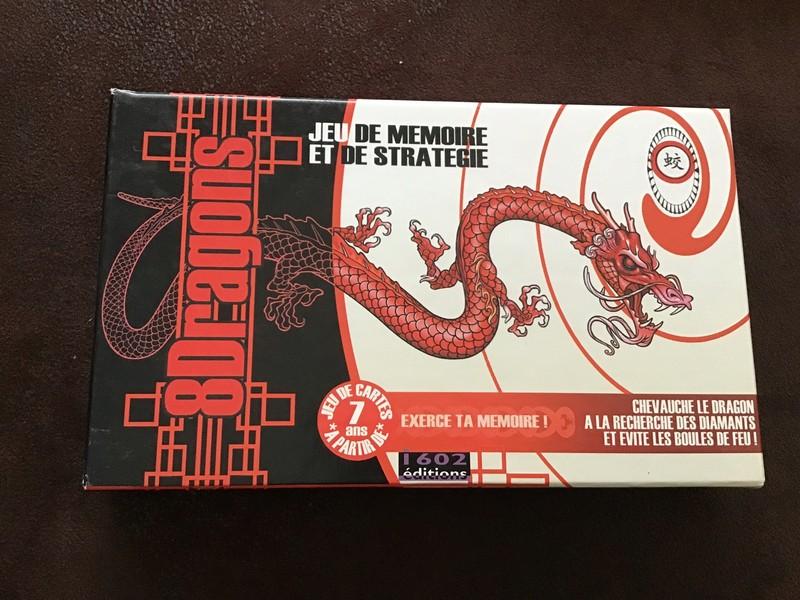 8Dragons
JEU DE MEMOIRE
ET DE STRATEGIE
蛟
JEU DE CARTES
7
ans
A PARTIR DE
EXERCE TA MEMOIRE !
CHEVAUCHE LE DRAGON
A LA RECHERCHE DES DIAMANTS
ET EVITE LES BOULES DE FEU !
1602
éditions